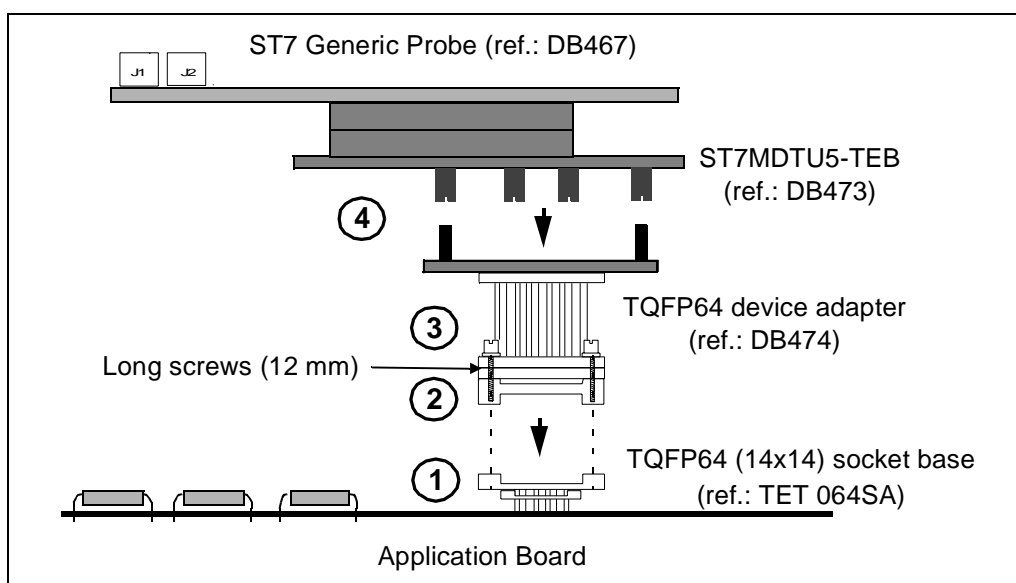 ST7 Generic Probe (ref.: DB467)
J1
J2
ST7MDTU5-TEB
(ref.: DB473)
4
TQFP64 device adapter
(ref.: DB474)
3
Long screws (12 mm)
2
TQFP64 (14x14) socket base
(ref.: TET 064SA)
1
Application Board